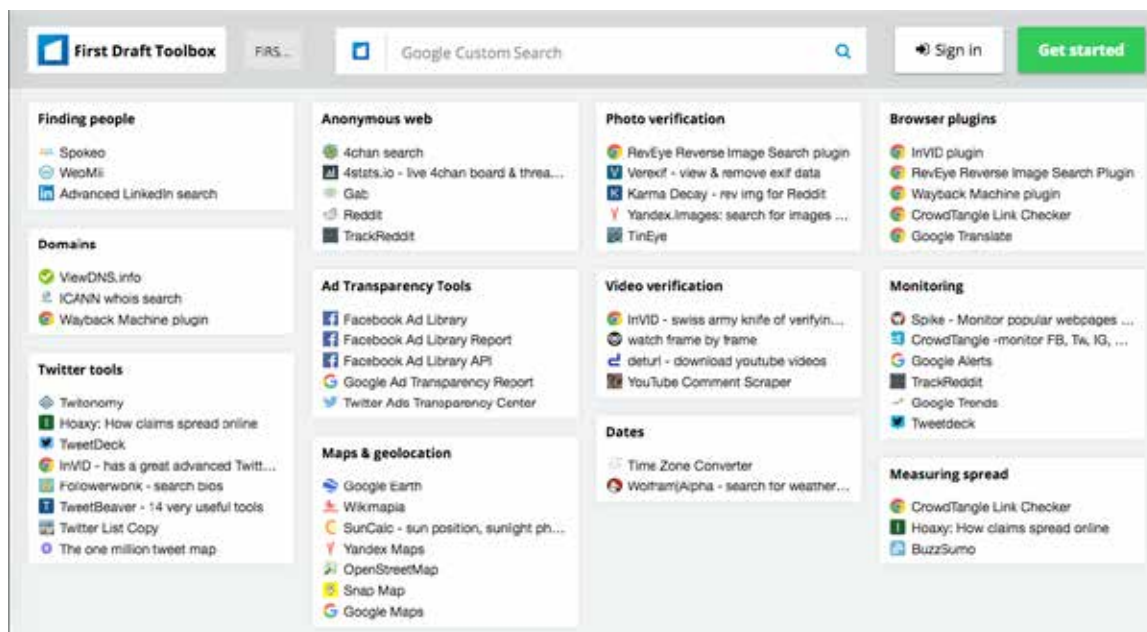 First Draft Toolbox
FIRS...
Google Custom Search
Sign in
Get started
Finding people
Spokeo
WebMii
Advanced LinkedIn search
Domains
ViewDNS.info
ICANN whois search
Wayback Machine plugin
Twitter tools
Twitonomy
Hoaxy: How claims spread online
TweetDeck
InVID - has a great advanced Twitt...
Followerwonk - search bios
TweetBeaver - 14 very useful tools
Twitter List Copy
The one million tweet map
Anonymous web
4chan search
4stats.io - live 4chan board & threa...
Gab
Reddit
TrackReddit
Ad Transparency Tools
Facebook Ad Library
Facebook Ad Library Report
Facebook Ad Library API
Google Ad Transparency Report
Twitter Ads Transparency Center
Maps & geolocation
Google Earth
Wikmapia
SunCalc - sun position, sunlight ph...
Yandex Maps
OpenStreetMap
Snap Map
Google Maps
Photo verification
RevEye Reverse Image Search plugin
Verexif - view & remove exif data
Karma Decay - rev img for Reddit
Yandex.Images: search for images ...
TinEye
Video verification
InVID - swiss army knife of verifyin...
watch frame by frame
deturl - download youtube videos
YouTube Comment Scraper
Dates
Time Zone Converter
Wolfram|Alpha - search for weather...
Browser plugins
InVID plugin
RevEye Reverse Image Search Plugin
Wayback Machine plugin
CrowdTangle Link Checker
Google Translate
Monitoring
Spike - Monitor popular webpages ...
CrowdTangle -monitor FB, Tw, IG, ...
Google Alerts
TrackReddit
Google Trends
Tweetdeck
Measuring spread
CrowdTangle Link Checker
Hoaxy: How claims spread online
BuzzSumo